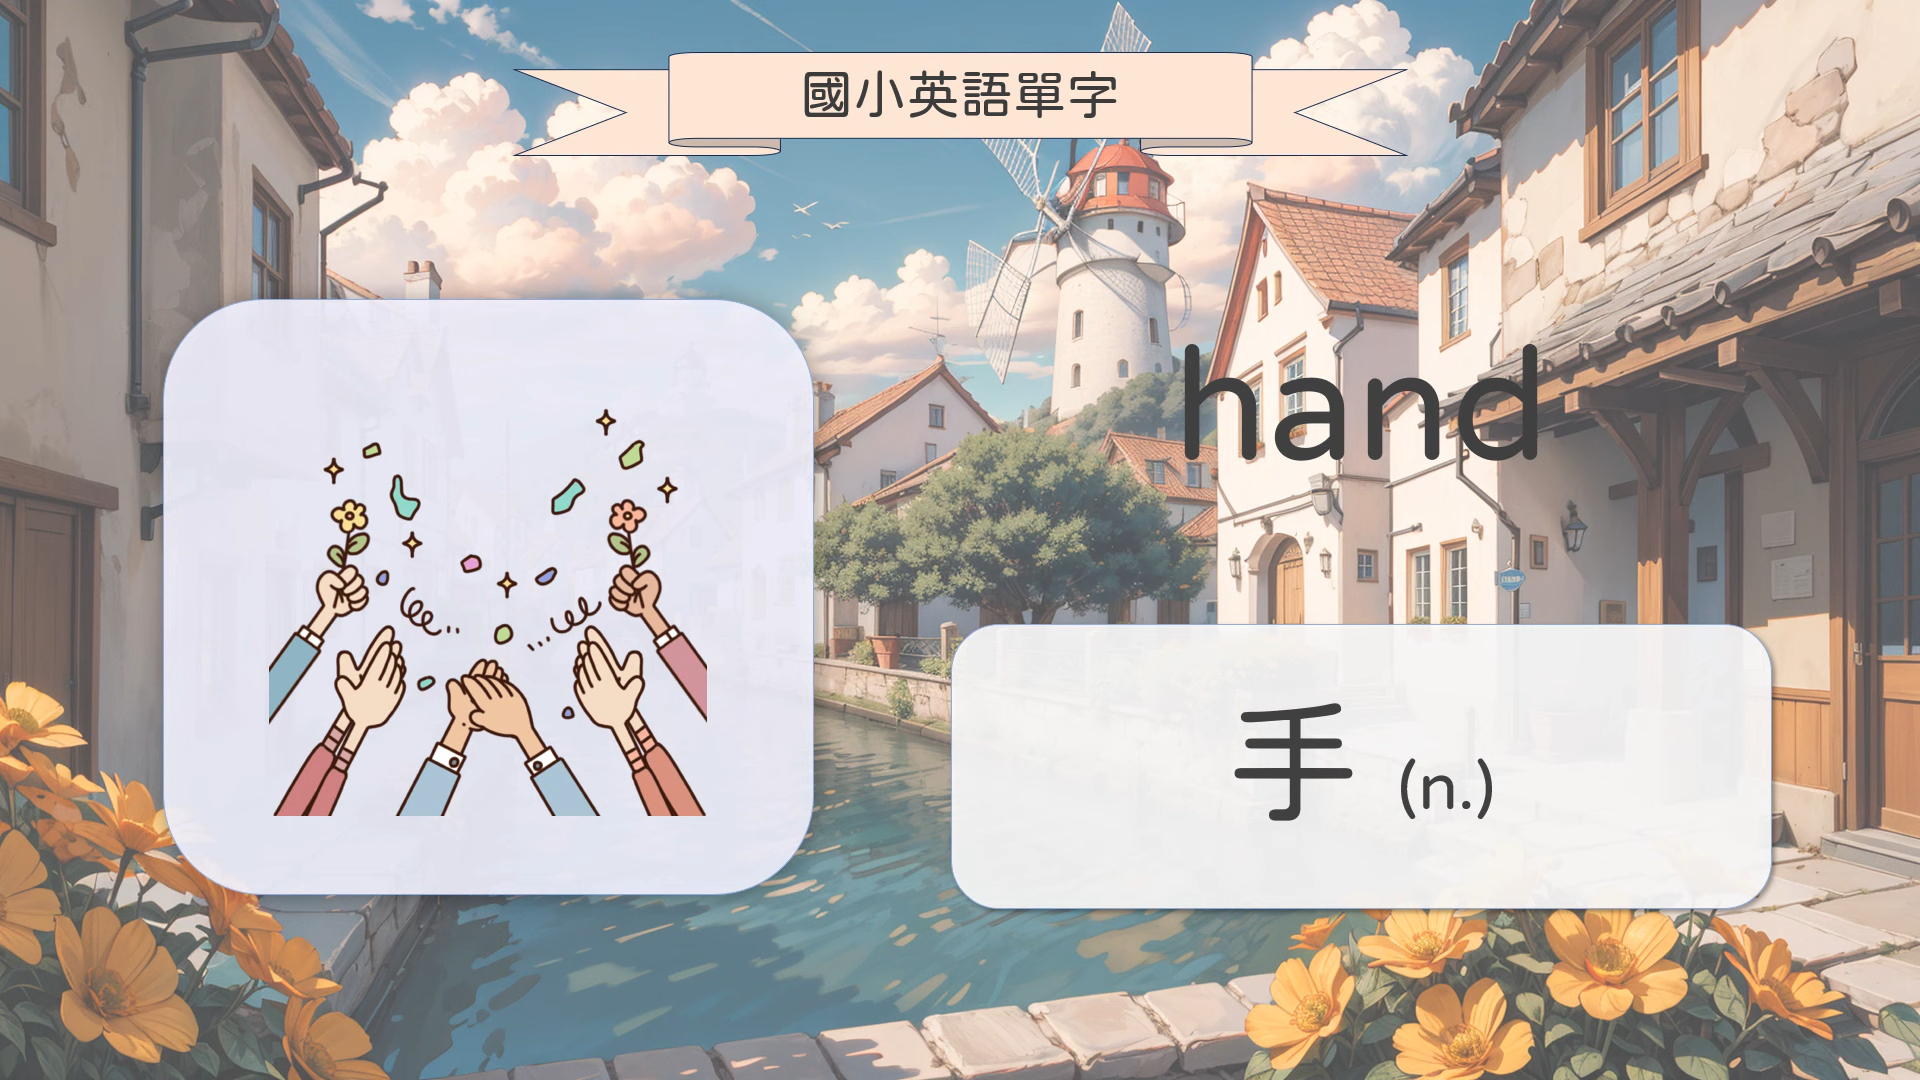 國小英語單字
hand
手 (n.)